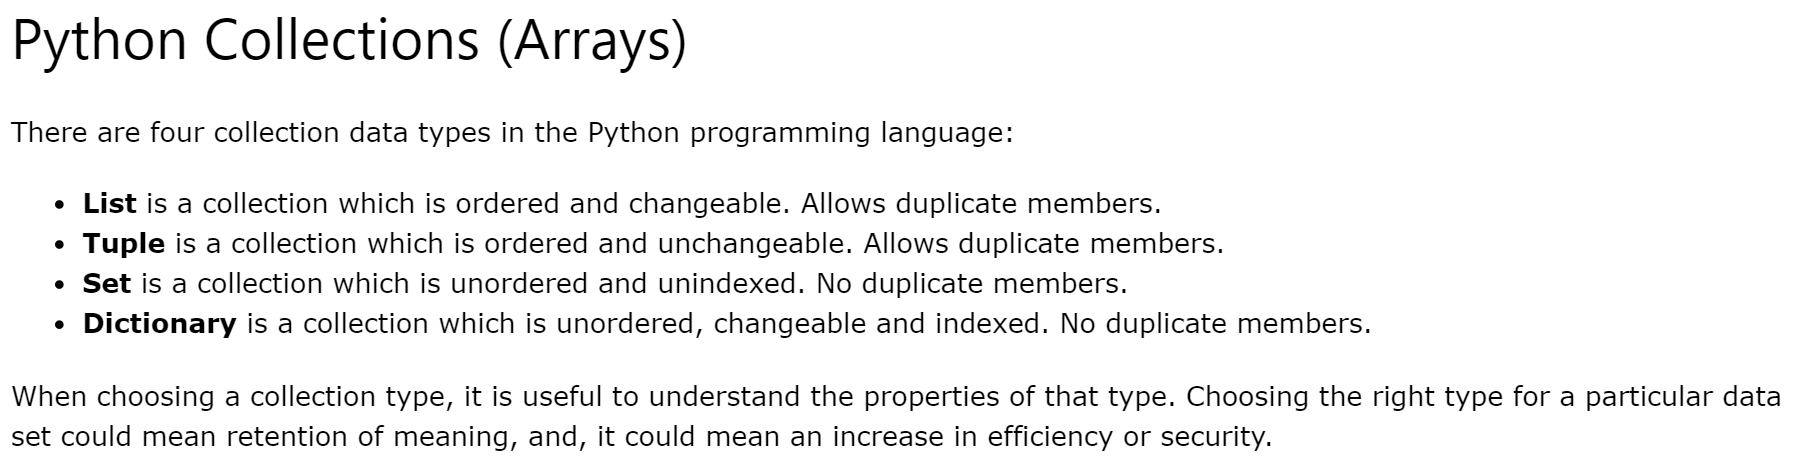 Python Collections (Arrays)
There are four collection data types in the Python programming language:
• List is a collection which is ordered and changeable. Allows duplicate members.
• Tuple is a collection which is ordered and unchangeable. Allows duplicate members.
• Set is a collection which is unordered and unindexed. No duplicate members.
• Dictionary is a collection which is unordered, changeable and indexed. No duplicate members.
When choosing a collection type, it is useful to understand the properties of that type. Choosing the right type for a particular data
set could mean retention of meaning, and, it could mean an increase in efficiency or security.